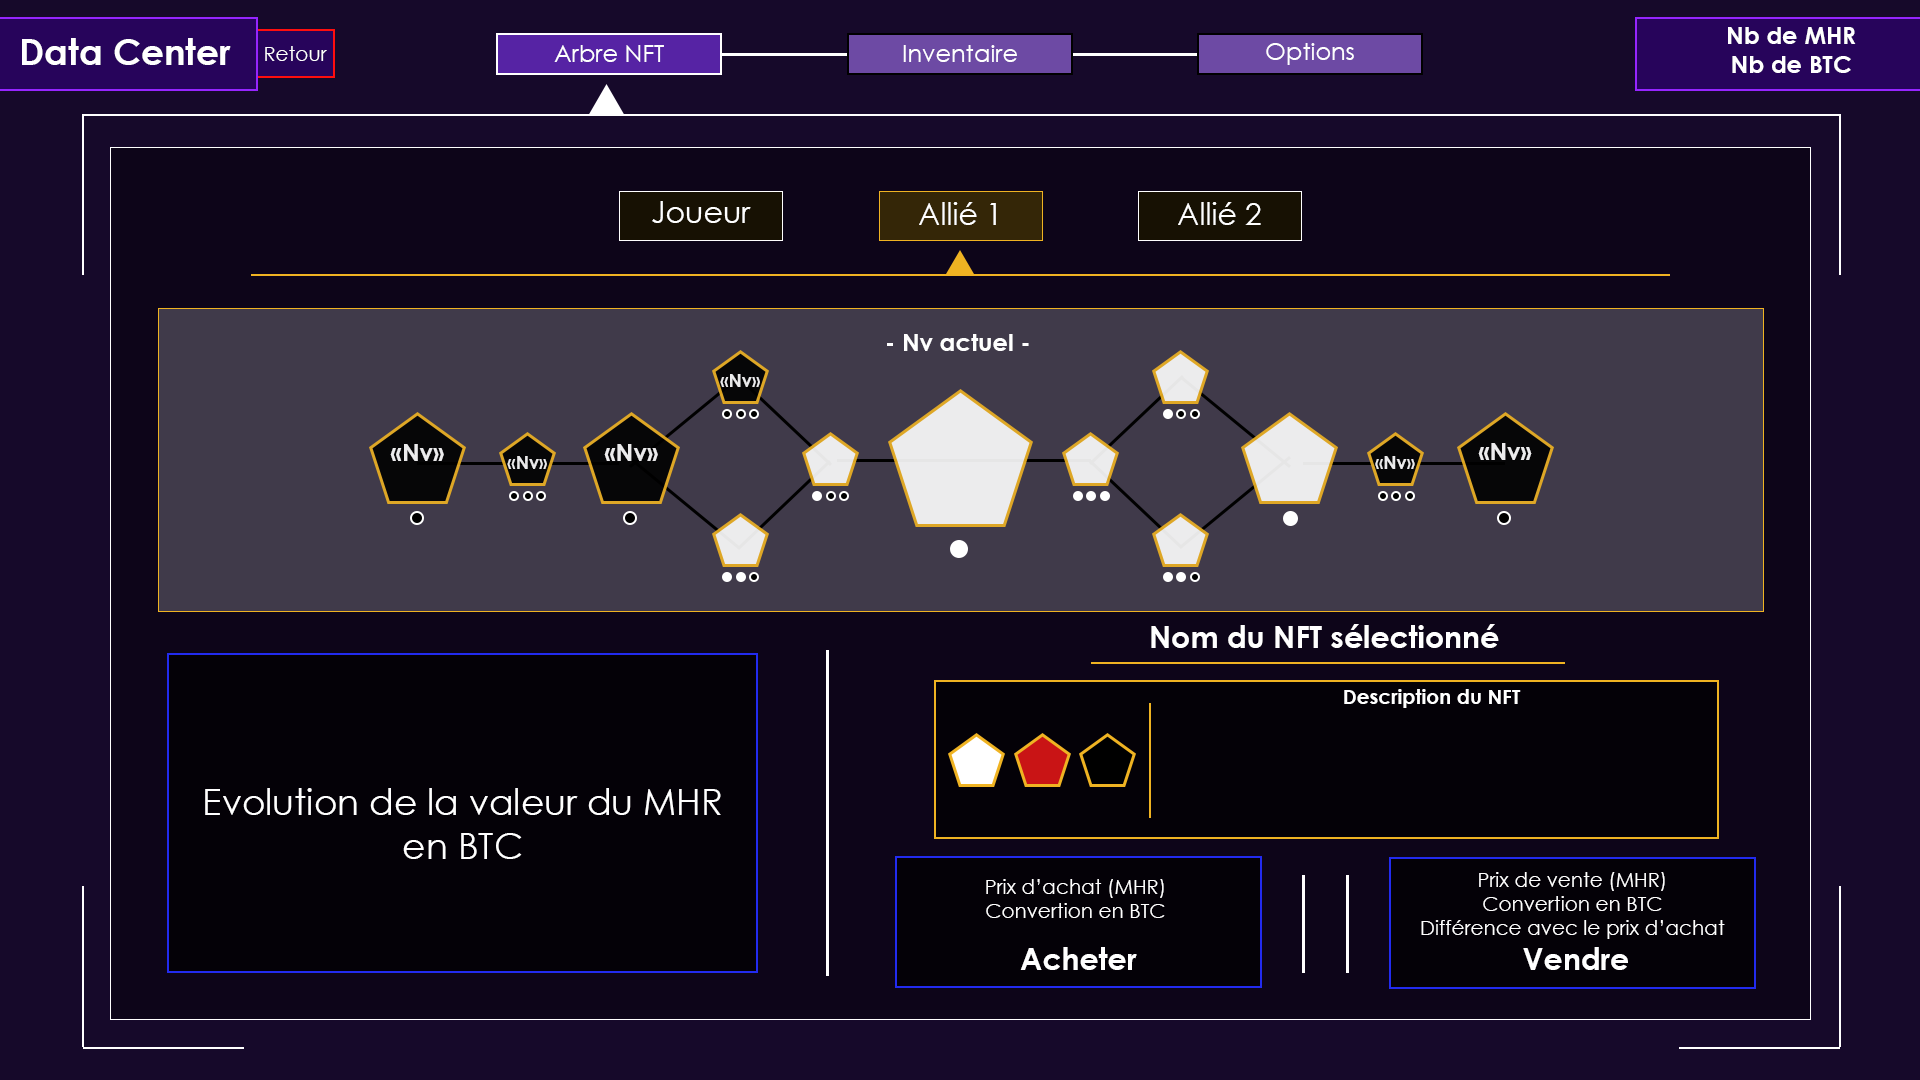 Data Center
Retour
Arbre NFT
Inventaire
Options
Nb de MHR
Nb de BTC
Joueur
Allié 1
Allié 2
- Nv actuel -
«Nv»
«Nv»
«Nv»
«Nv»
«Nv»
«Nv»
Nom du NFT sélectionné
Description du NFT
Evolution de la valeur du MHR
en BTC
Prix d’achat (MHR)
Convertion en BTC
Acheter
Prix de vente (MHR)
Convertion en BTC
Différence avec le prix d’achat
Vendre